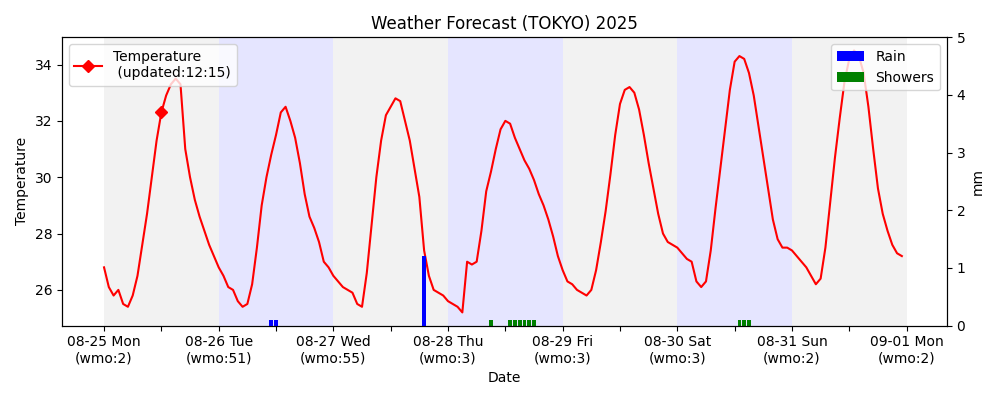 Weather Forecast (TOKYO) 2025
Temperature
(updated:12:15)
Rain
Showers
Temperature
34
32
30
28
26
5
4
3
2
1
0
mm
08-25 Mon
(wmo:2)
08-26 Tue
(wmo:51)
08-27 Wed
(wmo:55)
08-28 Thu
(wmo:3)
08-29 Fri
(wmo:3)
08-30 Sat
(wmo:3)
08-31 Sun
(wmo:2)
09-01 Mon
(wmo:2)
Date